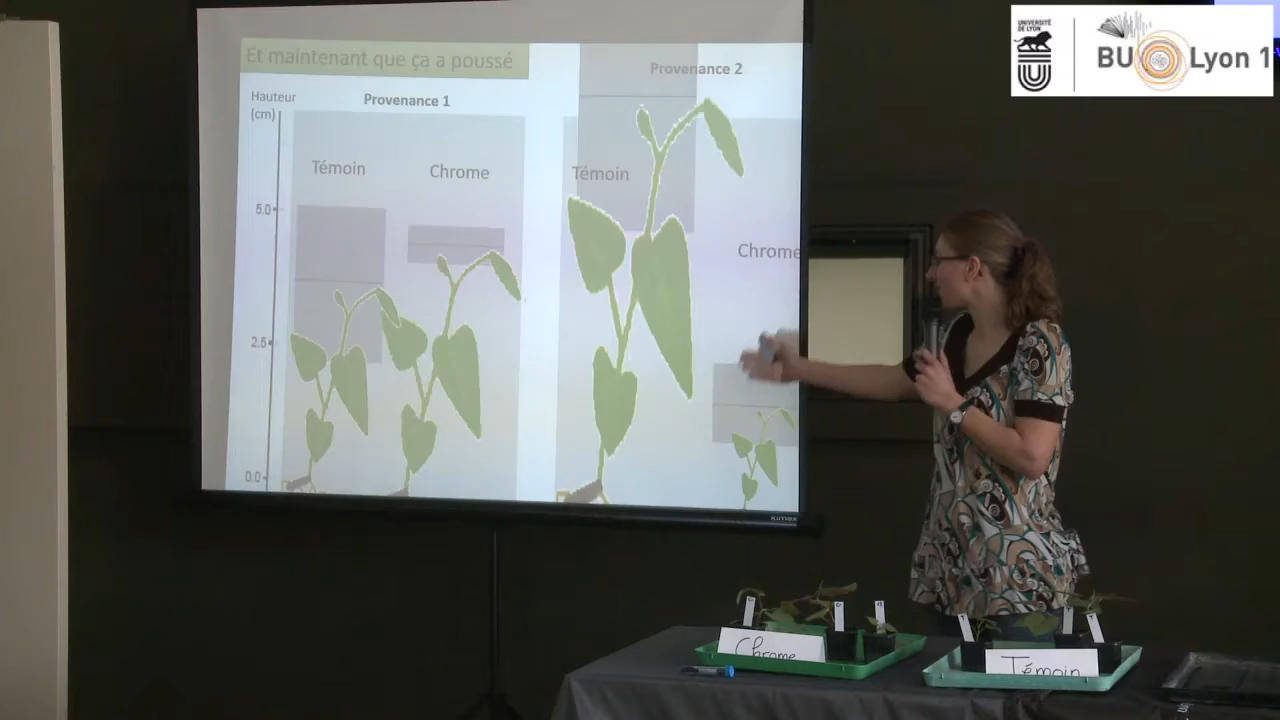 UNIVERSITÉ
DE LYON
BU Lyon 1
Et maintenant que ça a poussé
Hauteur
(cm)
Provenance 1
Provenance 2
Témoin
Chrome
Témoin
Chrome
5.0
2.5
0.0
Chrome
Témoin